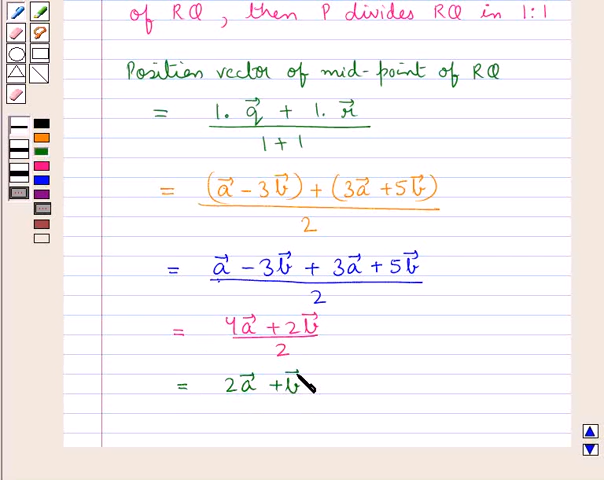 of RQ, then P divides RQ in 1:1
Position vector of mid-point of RQ
= (1. q⃗ + 1. r⃗) / (1 + 1)
= ((a⃗ - 3b⃗) + (3a⃗ + 5b⃗)) / 2
= (a⃗ - 3b⃗ + 3a⃗ + 5b⃗) / 2
= (4a⃗ + 2b⃗) / 2
= 2a⃗ + b⃗